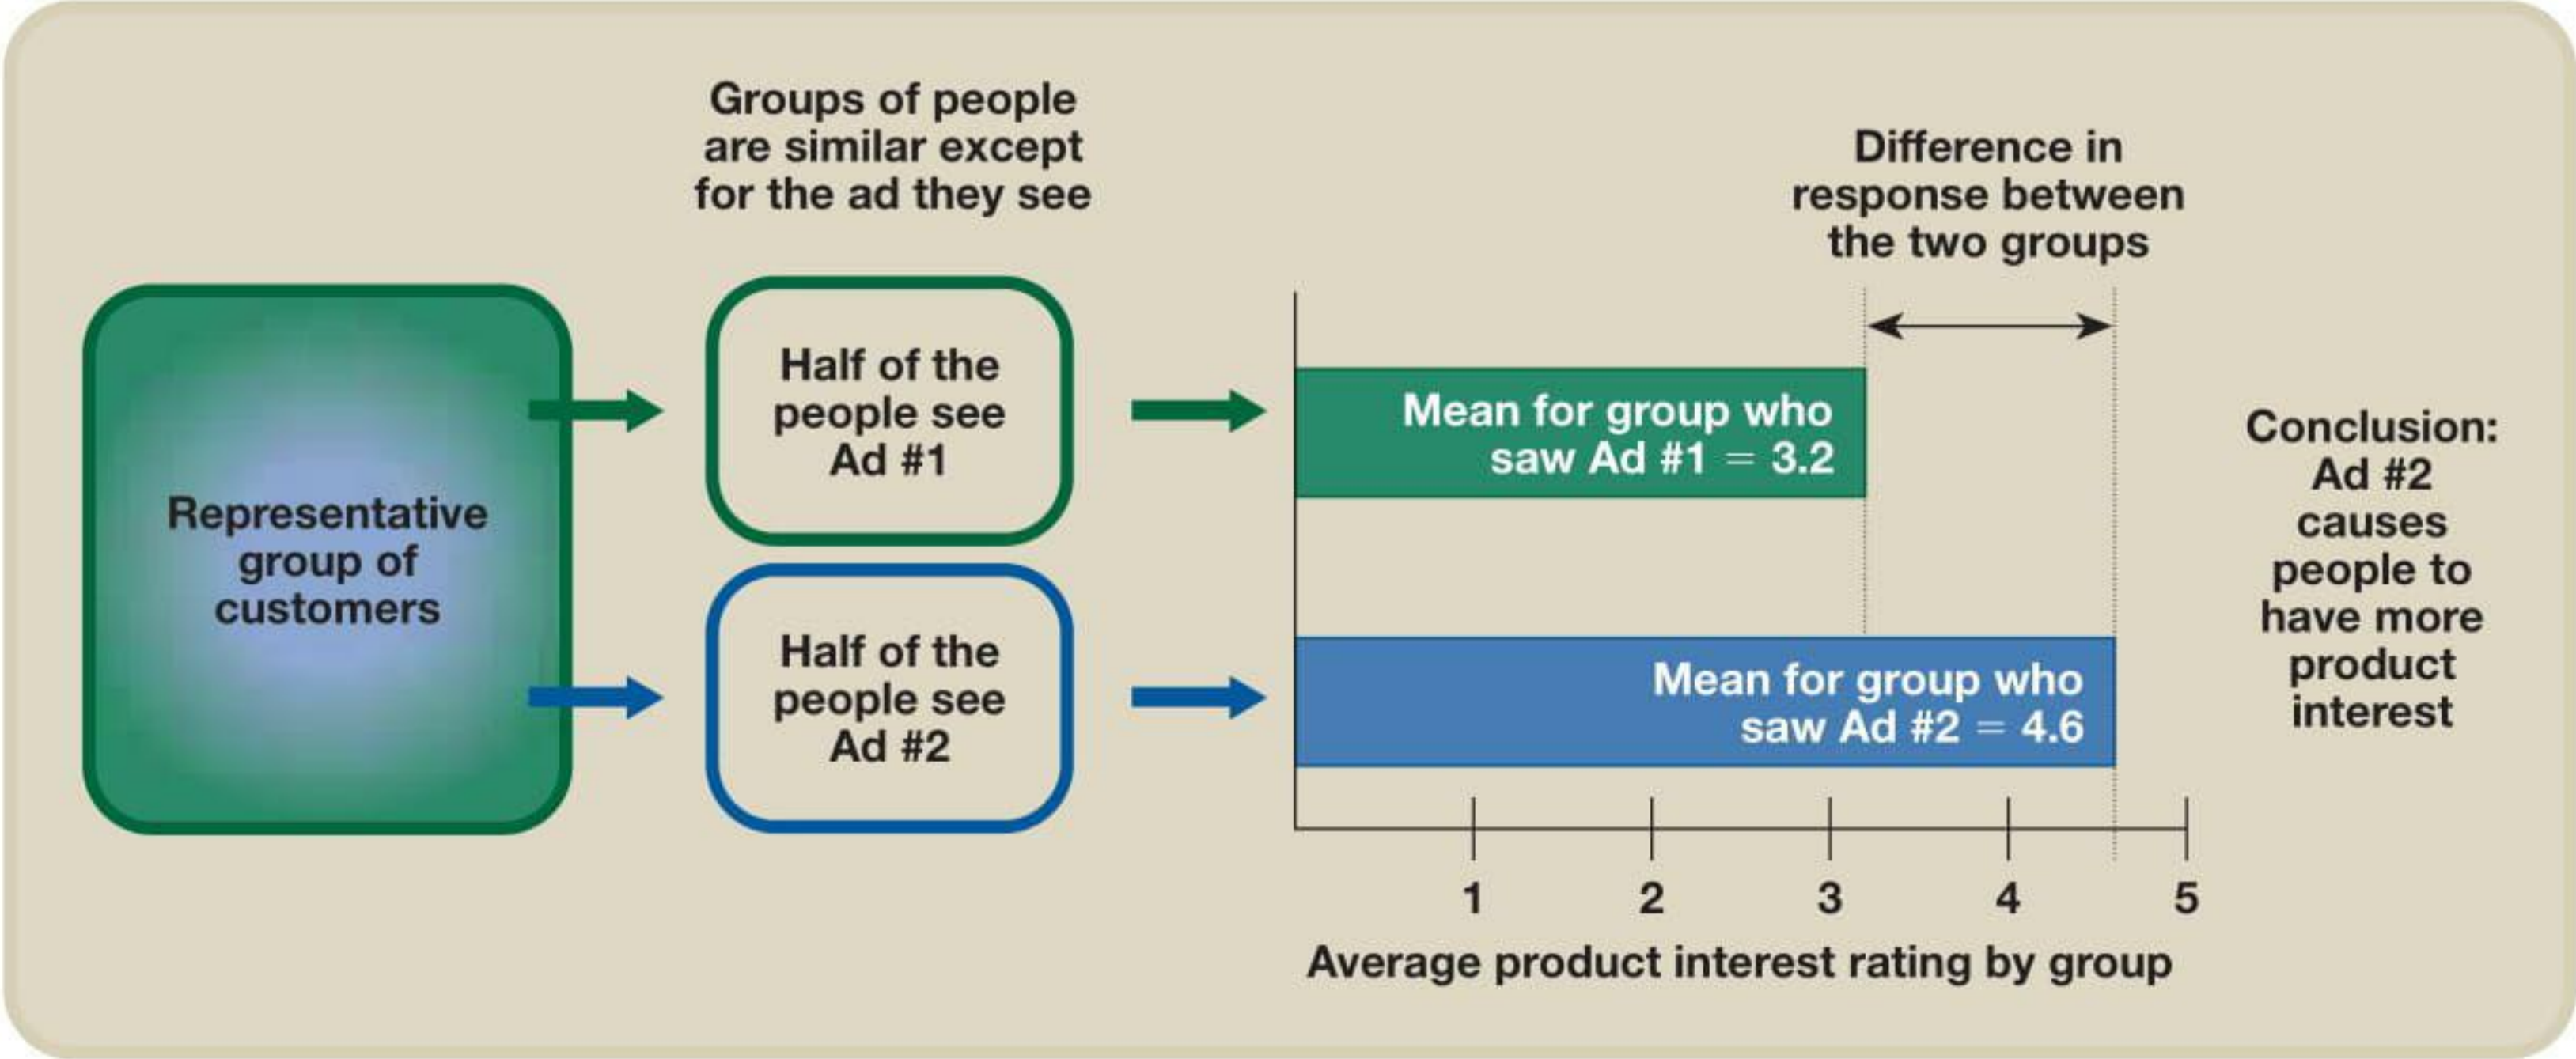 Groups of people
are similar except
for the ad they see
Difference in
response between
the two groups
Representative
group of
customers
Half of the
people see
Ad #1
Half of the
people see
Ad #2
Mean for group who
saw Ad #1 = 3.2
Mean for group who
saw Ad #2 = 4.6
1 2 3 4 5
Average product interest rating by group
Conclusion:
Ad #2
causes
people to
have more
product
interest